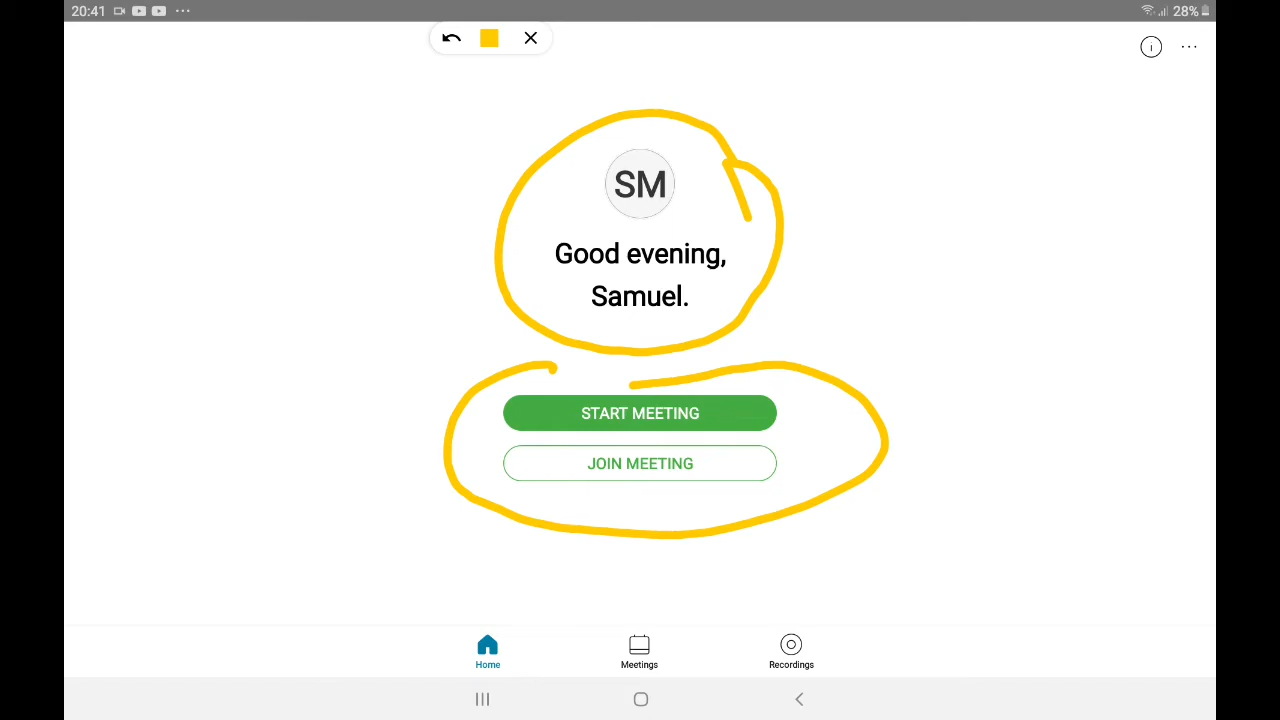 20:41 28%
SM
Good evening,
Samuel.
START MEETING
JOIN MEETING
Home Meetings Recordings